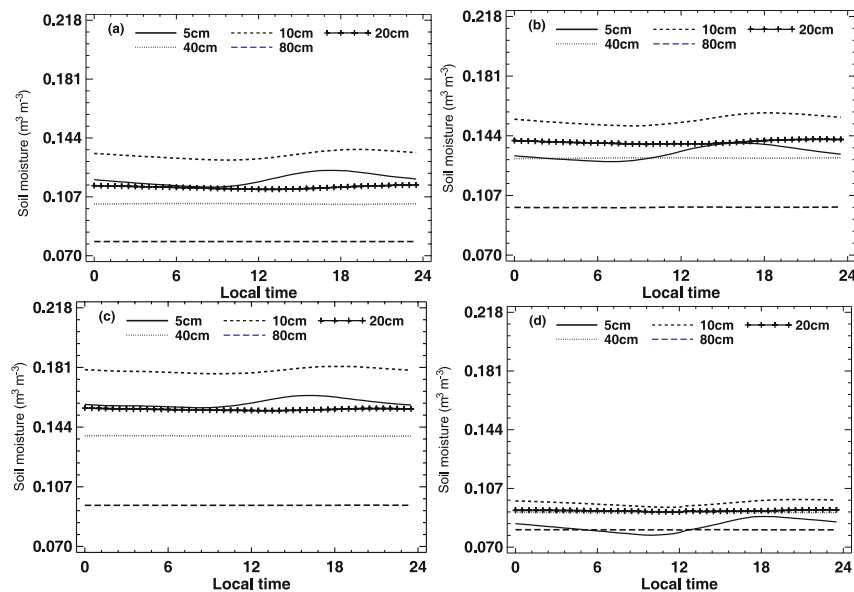 (a)
5cm 10cm 20cm
40cm 80cm
Soil moisture (m³ m⁻³)
0.218
0.181
0.144
0.107
0.070
0 6 12 18 24
Local time
(b)
5cm 10cm 20cm
40cm 80cm
Soil moisture (m³ m⁻³)
0.218
0.181
0.144
0.107
0.070
0 6 12 18 24
Local time
(c)
5cm 10cm 20cm
40cm 80cm
Soil moisture (m³ m⁻³)
0.218
0.181
0.144
0.107
0.070
0 6 12 18 24
Local time
(d)
5cm 10cm 20cm
40cm 80cm
Soil moisture (m³ m⁻³)
0.218
0.181
0.144
0.107
0.070
0 6 12 18 24
Local time